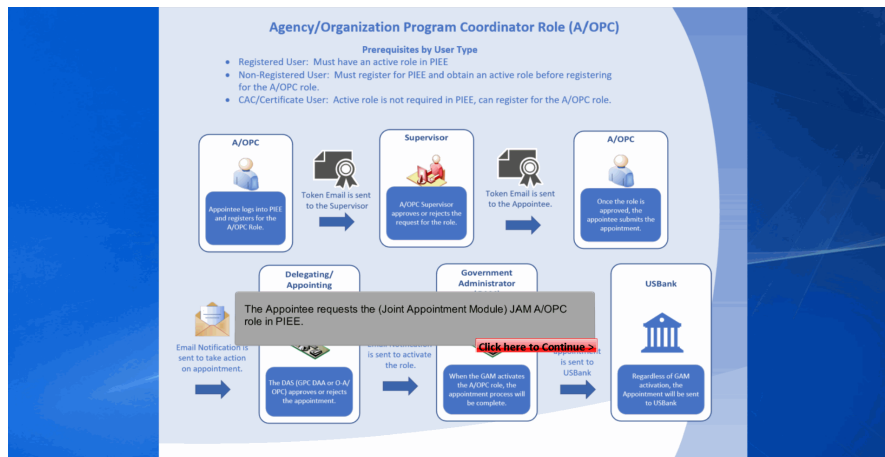 Agency/Organization Program Coordinator Role (A/OPC)
Prerequisites by User Type
• Registered User: Must have an active role in PIEE
• Non-Registered User: Must register for PIEE and obtain an active role before registering
for the A/OPC role.
• CAC/Certificate User: Active role is not required in PIEE, can register for the A/OPC role.
A/OPC
Appointee logs into PIEE
and registers for the
A/OPC Role.
Token Email is sent
to the Supervisor
Supervisor
A/OPC Supervisor
approves or rejects the
request for the role.
Token Email is sent
to the Appointee.
A/OPC
Once the role is
approved, the
appointee submits the
appointment.
Email Notification is
sent to take action
on appointment.
Delegating/
Appointing
The DAS (GPC DAA or O-A/
OPC) approves or rejects
the appointment.
The Appointee requests the (Joint Appointment Module) JAM A/OPC
role in PIEE.
Click here to Continue >
is sent to activate
the role.
Government
Administrator
When the GAM activates
the A/OPC role, the
appointment process will
be complete.
appointment
is sent to
USBank
USBank
Regardless of GAM
activation, the
Appointment will be sent
to USBank